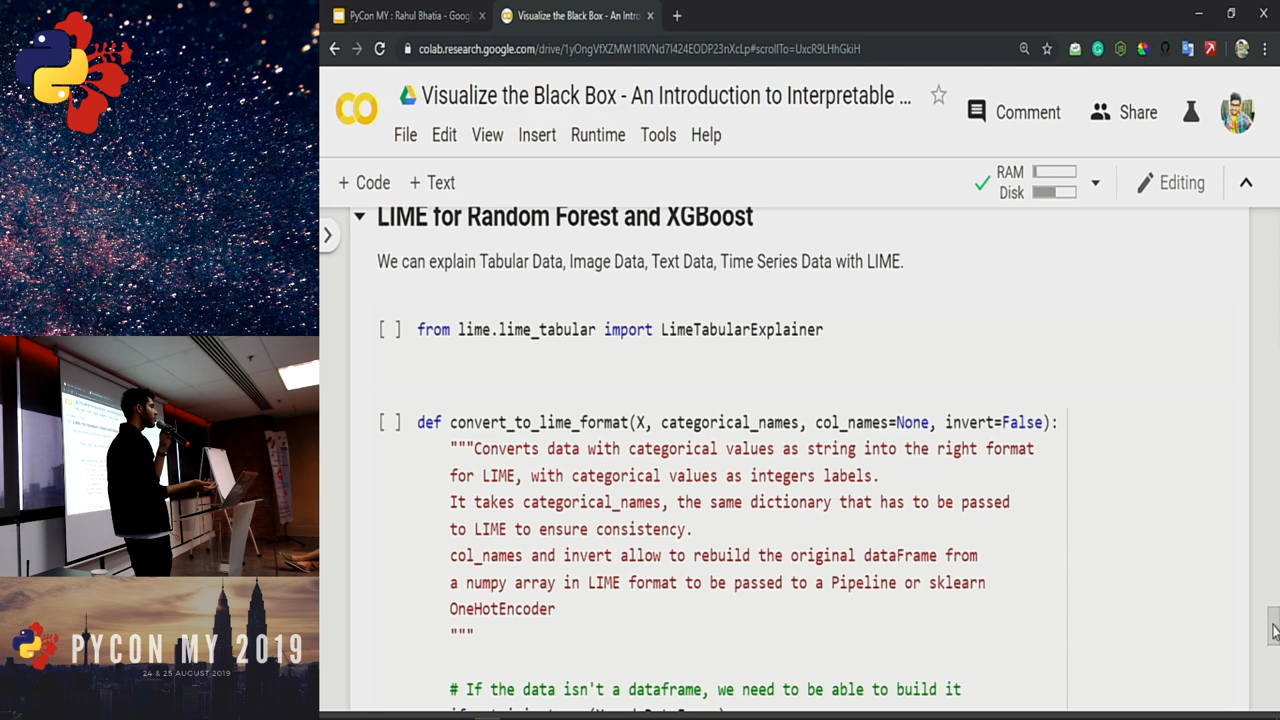 PyCon MY : Rahul Bhatia - Goog
Visualize the Black Box - An Intro
colab.research.google.com/drive/1yOngVfXZMW1lRVNd7l424EODP23nXcLp#scrollTo=UxcR9LHhGkiH
Visualize the Black Box - An Introduction to Interpretable ...
Comment
Share
File Edit View Insert Runtime Tools Help
+ Code + Text
RAM
Disk
Editing
LIME for Random Forest and XGBoost
We can explain Tabular Data, Image Data, Text Data, Time Series Data with LIME.
[ ] from lime.lime_tabular import LimeTabularExplainer
[ ] def convert_to_lime_format(X, categorical_names, col_names=None, invert=False):
"""Converts data with categorical values as string into the right format
for LIME, with categorical values as integers labels.
It takes categorical_names, the same dictionary that has to be passed
to LIME to ensure consistency.
col_names and invert allow to rebuild the original dataFrame from
a numpy array in LIME format to be passed to a Pipeline or sklearn
OneHotEncoder
"""
# If the data isn't a dataframe, we need to be able to build it
PYCON MY 2019
24 & 25 AUGUST 2019